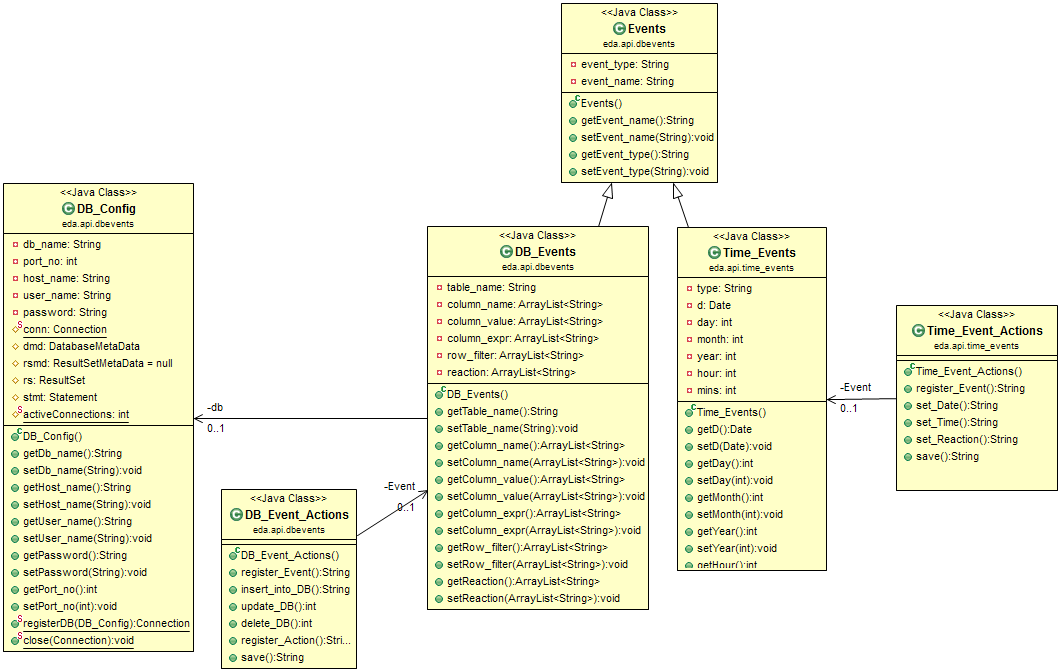 <<Java Class>>
Events
eda.api.dbevents
event_type: String
event_name: String
Events()
getEvent_name():String
setEvent_name(String):void
getEvent_type():String
setEvent_type(String):void
<<Java Class>>
DB_Config
eda.api.dbevents
db_name: String
port_no: int
host_name: String
user_name: String
password: String
conn: Connection
dmd: DatabaseMetaData
rsmd: ResultSetMetaData = null
rs: ResultSet
stmt: Statement
activeConnections: int
DB_Config()
getDb_name():String
setDb_name(String):void
getHost_name():String
setHost_name(String):void
getUser_name():String
setUser_name(String):void
getPassword():String
setPassword(String):void
getPort_no():int
setPort_no(int):void
registerDB(DB_Config):Connection
close(Connection):void
-db
0..1
<<Java Class>>
DB_Event_Actions
eda.api.dbevents
DB_Event_Actions()
register_Event():String
insert_into_DB():String
update_DB():int
delete_DB():int
register_Action():Stri...
save():String
-Event
0..1
<<Java Class>>
DB_Events
eda.api.dbevents
table_name: String
column_name: ArrayList<String>
column_value: ArrayList<String>
column_expr: ArrayList<String>
row_filter: ArrayList<String>
reaction: ArrayList<String>
DB_Events()
getTable_name():String
setTable_name(String):void
getColumn_name():ArrayList<String>
setColumn_name(ArrayList<String>):void
getColumn_value():ArrayList<String>
setColumn_value(ArrayList<String>):void
getColumn_expr():ArrayList<String>
setColumn_expr(ArrayList<String>):void
getRow_filter():ArrayList<String>
setRow_filter(ArrayList<String>):void
getReaction():ArrayList<String>
setReaction(ArrayList<String>):void
<<Java Class>>
Time_Events
eda.api.time_events
type: String
d: Date
day: int
month: int
year: int
hour: int
mins: int
Time_Events()
getD():Date
setD(Date):void
getDay():int
setDay(int):void
getMonth():int
setMonth(int):void
getYear():int
setYear(int):void
getHour():int
-Event
0..1
<<Java Class>>
Time_Event_Actions
eda.api.time_events
Time_Event_Actions()
register_Event():String
set_Date():String
set_Time():String
set_Reaction():String
save():String